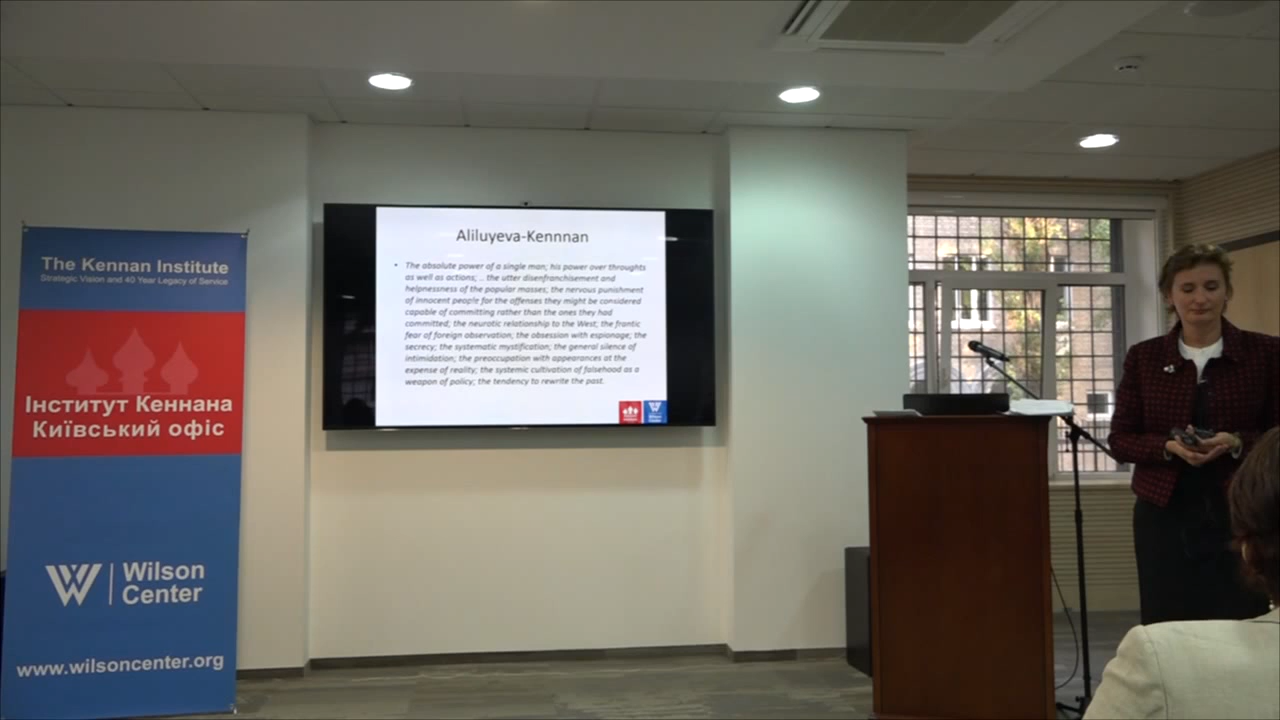 The Kennan Institute
Strategic Vision and 40 Year Legacy of Service
Інститут Кеннана
Київський офіс
Wilson
Center
www.wilsoncenter.org
Aliluyeva-Kennnan
• The absolute power of a single man; his power over throughts
as well as actions; .. the utter disenfranchisement and
helpnessness of the popular masses; the nervous punishment
of innocent people for the offenses they might be considered
capable of committing rather than the ones they had
committed; the neurotic relationship to the West; the frantic
fear of foreign observation; the obsession with espionage; the
secrecy; the systematic mystification; the general silence of
intimidation; the preoccupation with appearances at the
expense of reality; the systemic cultivation of falsehood as a
weapon of policy; the tendency to rewrite the past.
Wilson
Center